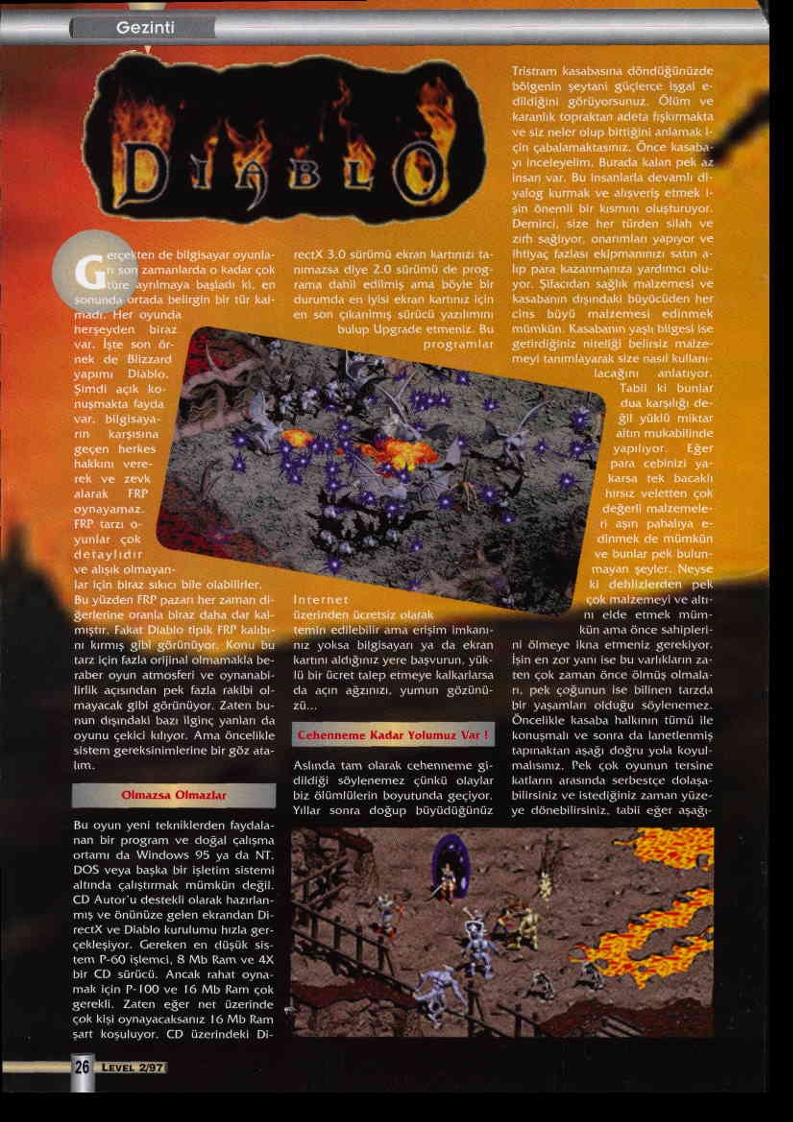 Gezinti
DIABLO
Gerçekten de bilgisayar oyunla-
rı son zamanlarda o kadar çok
türe ayrılmaya başladı ki, en
sonunda ortada belirgin bir tür kal-
madı. Her oyunda
herşeyden biraz
var. İşte son ör-
nek de Blizzard
yapımı Diablo.
Şimdi açık ko-
nuşmakta fayda
var, bilgisaya-
rın karşısına
geçen herkes
hakkını vere-
rek ve zevk
alarak FRP
oynayamaz.
FRP tarzı o-
yunlar çok
detaylıdır
ve alışık olmayan-
lar için biraz sıkıcı bile olabilirler.
Bu yüzden FRP pazarı her zaman di-
ğerlerine oranla biraz daha dar kal-
mıştır. Fakat Diablo tipik FRP kalıbı-
nı kırmış gibi görünüyor. Konu bu
tarz için fazla orijinal olmamakla be-
raber oyun atmosferi ve oynanabi-
lirlik açısından pek fazla rakibi ol-
mayacak gibi görünüyor. Zaten bu-
nun dışındaki bazı ilginç yanları da
oyunu çekici kılıyor. Ama öncelikle
sistem gereksinimlerine bir göz ata-
lım.
Olmazsa Olmazlar
Bu oyun yeni tekniklerden faydala-
nan bir program ve doğal çalışma
ortamı da Windows 95 ya da NT.
DOS veya başka bir işletim sistemi
altında çalıştırmak mümkün değil.
CD Autor'u destekli olarak hazırlan-
mış ve önünüze gelen ekrandan Di-
rectX ve Diablo kurulumu hızla ger-
çekleşiyor. Gereken en düşük sis-
tem P-60 işlemci, 8 Mb Ram ve 4X
bir CD sürücü. Ancak rahat oyna-
mak için P-100 ve 16 Mb Ram çok
gerekli. Zaten eğer net üzerinde
çok kişi oynayacaksanız 16 Mb Ram
şart koşuluyor. CD üzerindeki Di-
rectX 3.0 sürümü ekran kartınızı ta-
nımazsa diye 2.0 sürümü de prog-
rama dahil edilmiş ama böyle bir
durumda en iyisi ekran kartınız için
en son çıkarılmış sürücü yazılımını
bulup Upgrade etmeniz. Bu
programlar
Internet
üzerinden ücretsiz olarak
temin edilebilir ama erişim imkanı-
nız yoksa bilgisayarı ya da ekran
kartını aldığınız yere başvurun, yük-
lü bir ücret talep etmeye kalkarlarsa
da açın ağzınızı, yumun gözünü-
zü...
Cehenneme Kadar Yolumuz Var !
Aslında tam olarak cehenneme gi-
dildiği söylenemez çünkü olaylar
biz ölümlülerin boyutunda geçiyor.
Yıllar sonra doğup büyüdüğünüz
Tristram kasabasına döndüğünüzde
bölgenin şeytani güçlerce işgal e-
dildiğini görüyorsunuz. Ölüm ve
karanlık topraktan adeta fışkırmakta
ve siz neler olup bittiğini anlamak i-
çin çabalamaktasınız. Önce kasaba-
yı inceleyelim. Burada kalan pek az
insan var. Bu insanlarla devamlı di-
yalog kurmak ve alışveriş etmek i-
şin önemli bir kısmını oluşturuyor.
Demirci, size her türden silah ve
zırh sağlıyor, onarımları yapıyor ve
ihtiyaç fazlası ekipmanınızı satın a-
lıp para kazanmanıza yardımcı olu-
yor. Şifacıdan sağlık malzemesi ve
kasabanın dışındaki büyücüden her
cins büyü malzemesi edinmek
mümkün. Kasabanın yaşlı bilgesi ise
getirdiğiniz niteliği belirsiz malze-
meyi tanımlayarak size nasıl kullanı-
lacağını anlatıyor.
Tabii ki bunlar
dua karşılığı de-
ğil yüklü miktar
altın mukabilinde
yapılıyor. Eğer
para cebinizi ya-
karsa tek bacaklı
hırsız veletten çok
değerli malzemele-
ri aşırı pahalıya e-
dinmek de mümkün
ve bunlar pek bulun-
mayan şeyler. Neyse
ki dehlizlerden pek
çok malzemeyi ve altı-
nı elde etmek müm-
kün ama önce sahipleri-
ni ölmeye ikna etmeniz gerekiyor.
İşin en zor yanı ise bu varlıkların za-
ten çok zaman önce ölmüş olmala-
rı, pek çoğunun ise bilinen tarzda
bir yaşamları olduğu söylenemez.
Öncelikle kasaba halkının tümü ile
konuşmalı ve sonra da lanetlenmiş
tapınaktan aşağı doğru yola koyul-
malısınız. Pek çok oyunun tersine
katların arasında serbestçe dolaşa-
bilirsiniz ve istediğiniz zaman yüze-
ye dönebilirsiniz, tabii eğer aşağı-
26 LEVEL 2/97